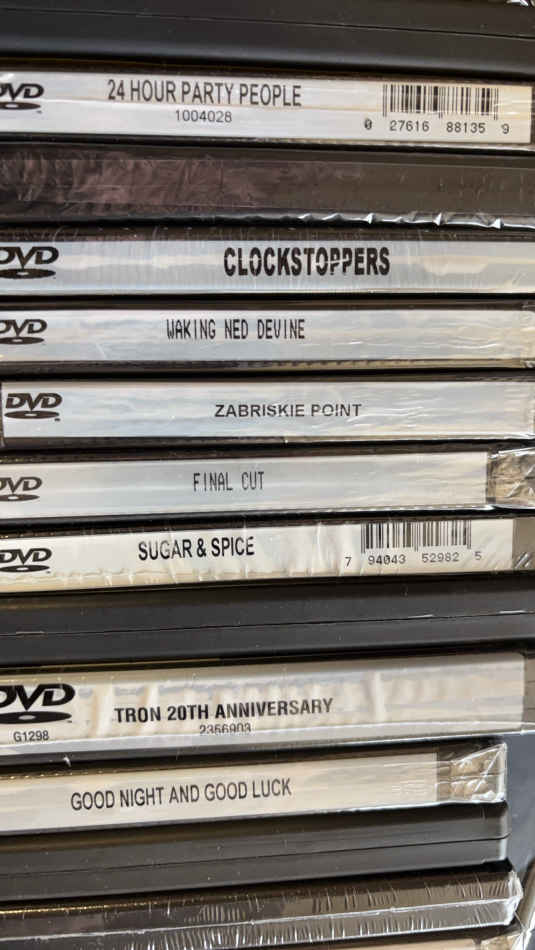 DVD
24 HOUR PARTY PEOPLE
1004028
0 27616 88135 9
DVD
CLOCKSTOPPERS
DVD
WAKING NED DEVINE
DVD
ZABRISKIE POINT
DVD
FINAL CUT
DVD
SUGAR & SPICE
7 94043 52982 5
DVD
G1298
TRON 20TH ANNIVERSARY
2356903
GOOD NIGHT AND GOOD LUCK